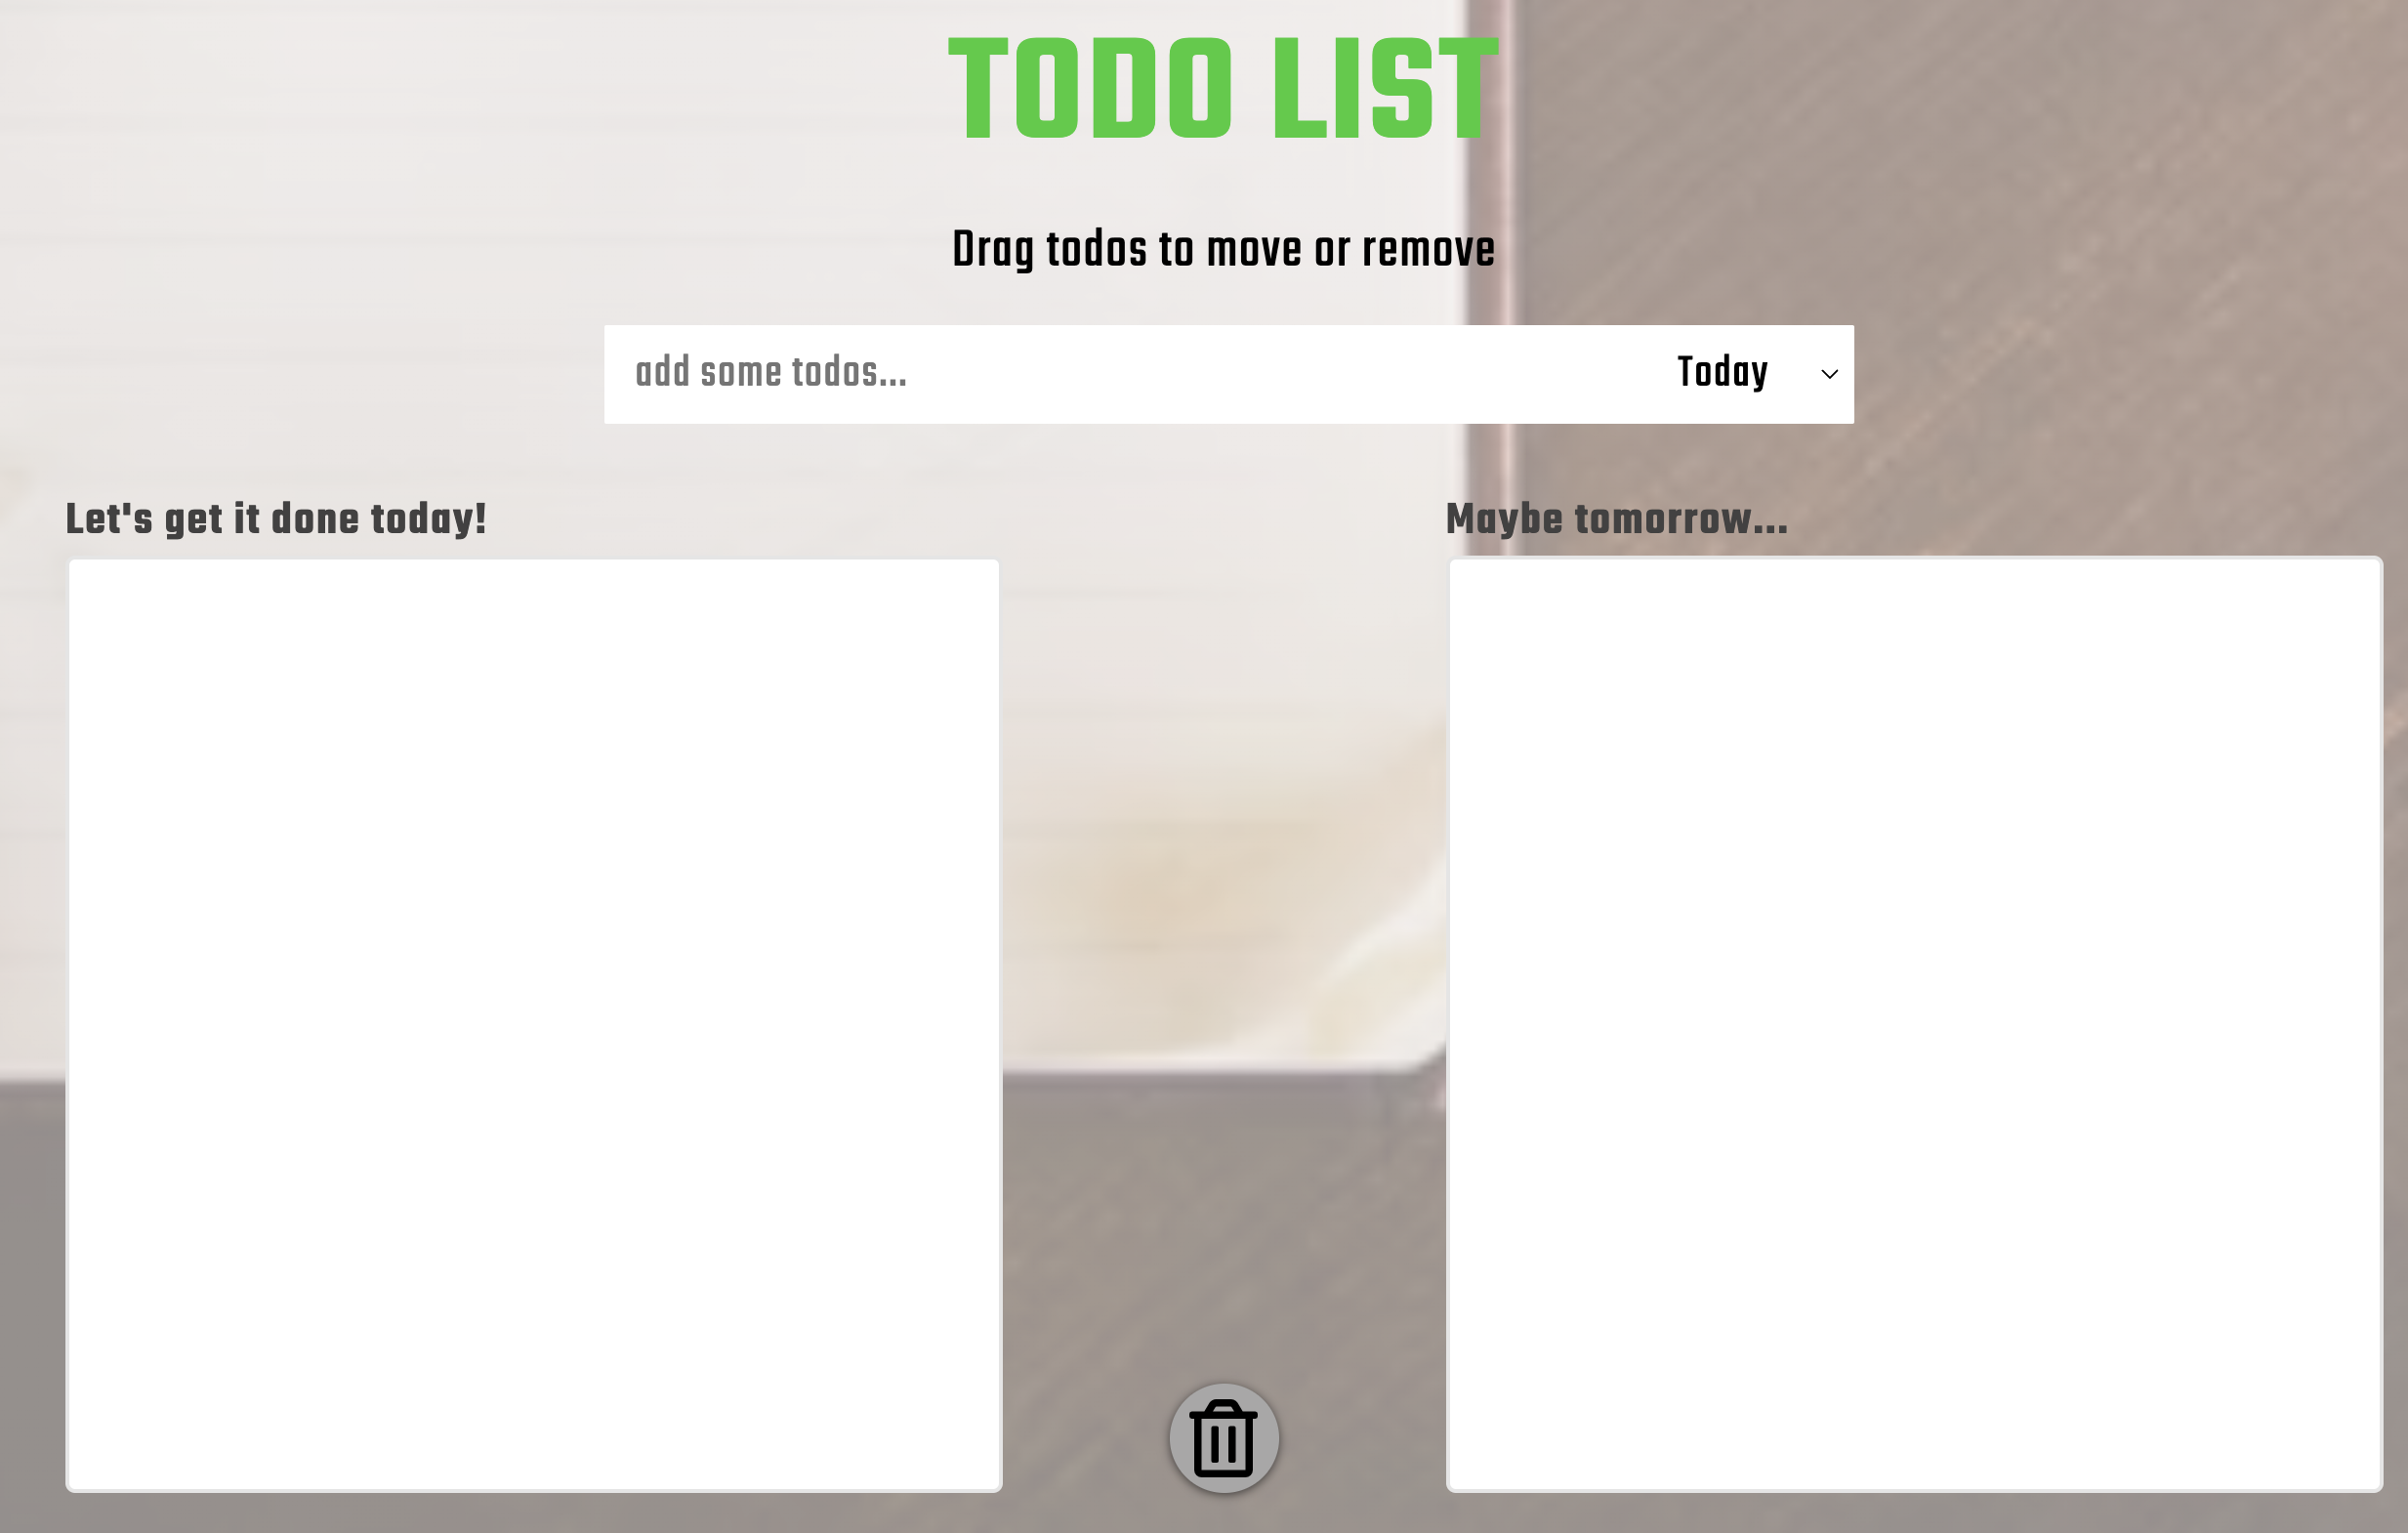 TODO LIST
Drag todos to move or remove
add some todos...
Today
Let's get it done today!
Maybe tomorrow...